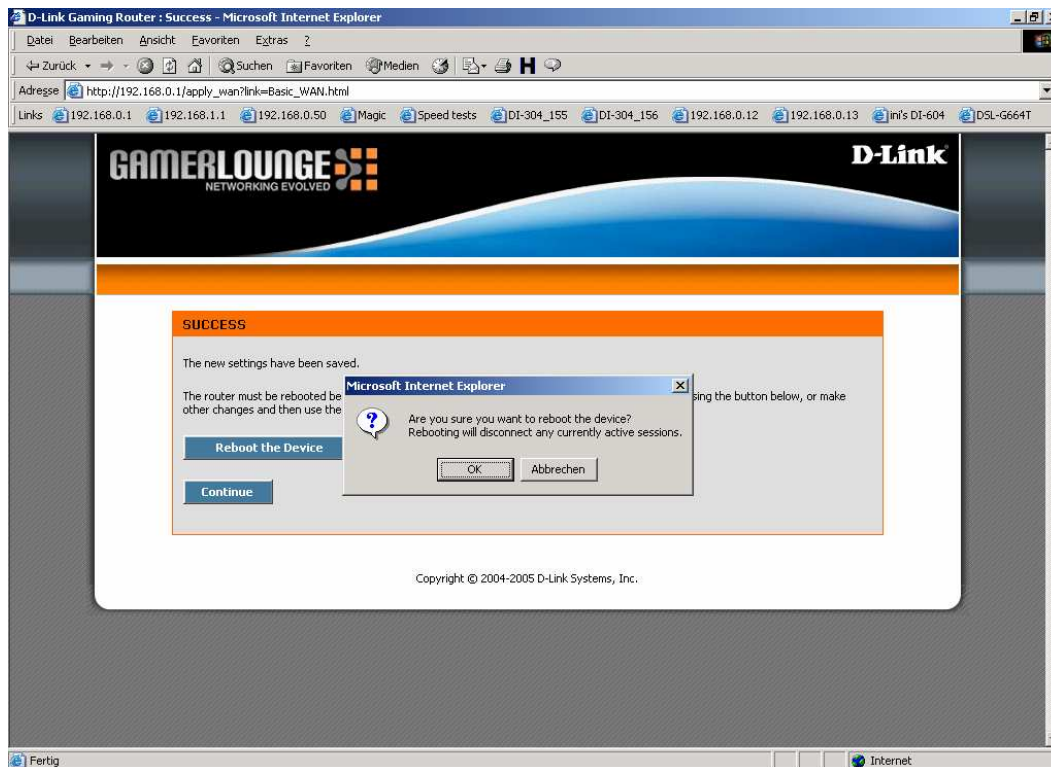 D-Link Gaming Router : Success - Microsoft Internet Explorer
Datei Bearbeiten Ansicht Favoriten Extras ?
Zurück Suchen Favoriten Medien H
Adresse http://192.168.0.1/apply_wan?link=Basic_WAN.html
Links 192.168.0.1 192.168.1.1 192.168.0.50 Magic Speed tests DI-304_155 DI-304_156 192.168.0.12 192.168.0.13 ini's DI-604 DSL-G664T
GAMERLOUNGE D-Link
NETWORKING EVOLVED
SUCCESS
The new settings have been saved.
The router must be rebooted be sing the button below, or make
other changes and then use the
Microsoft Internet Explorer
Are you sure you want to reboot the device?
Rebooting will disconnect any currently active sessions.
OK Abbrechen
Reboot the Device
Continue
Copyright © 2004-2005 D-Link Systems, Inc.
Fertig Internet